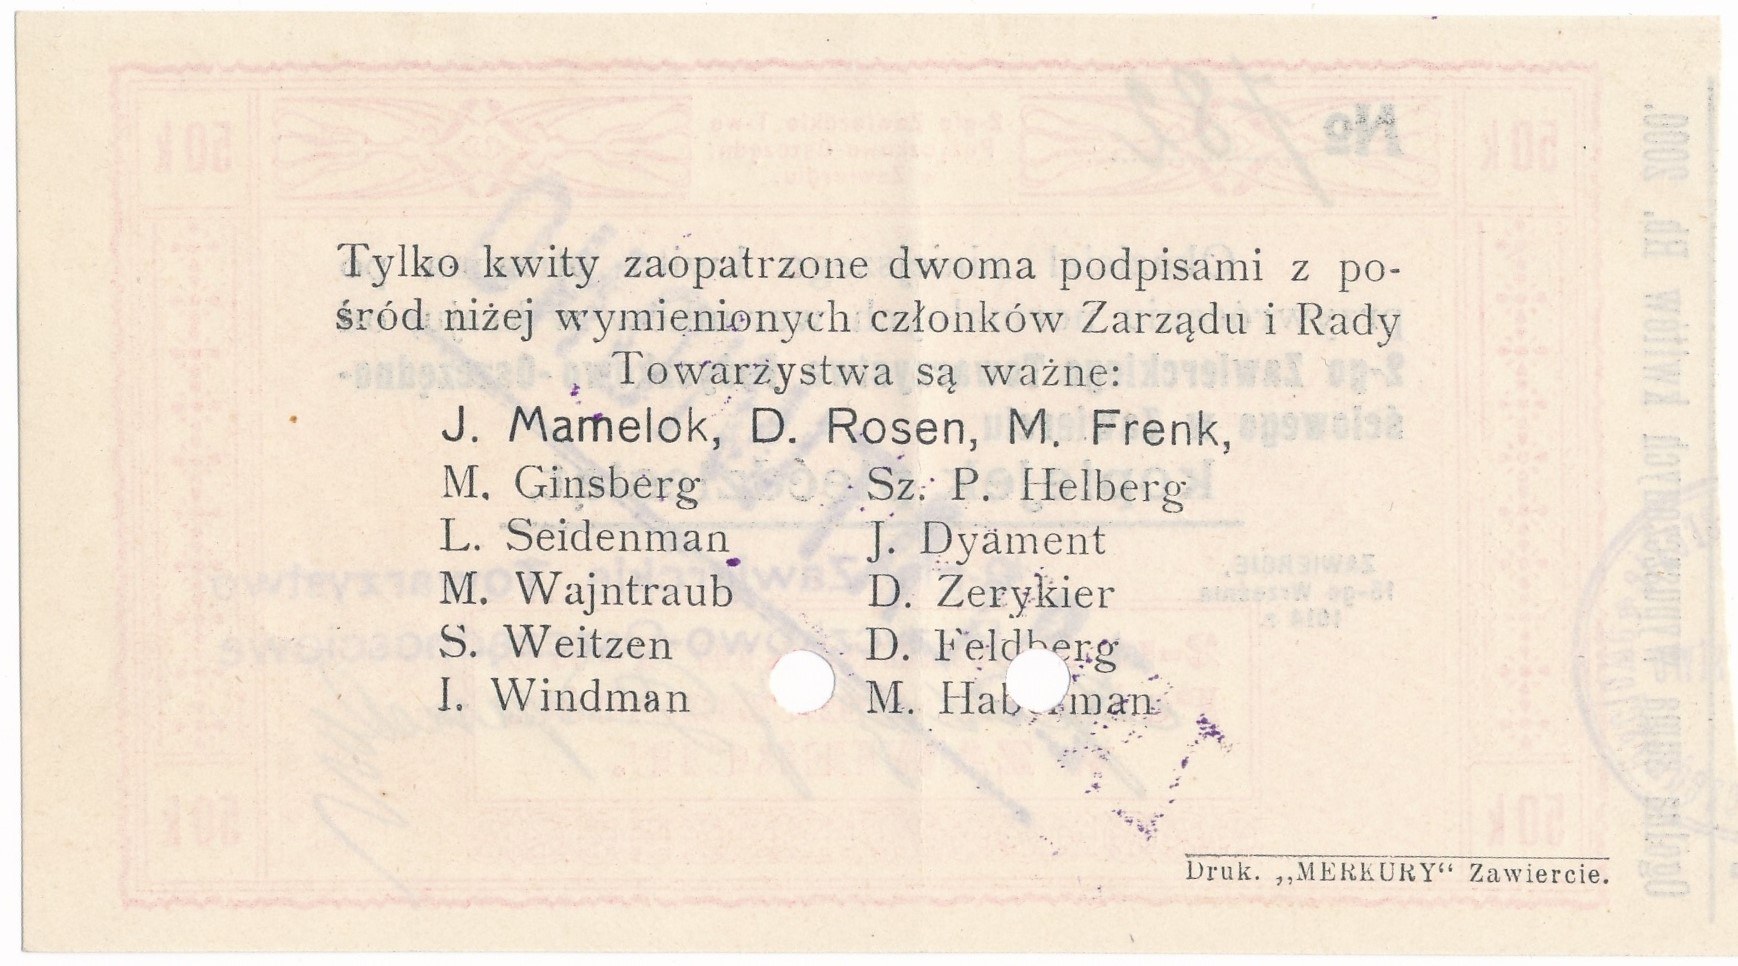 Tylko kwity zaopatrzone dwoma podpisami z po-
śród niżej wymienionych członków Zarządu i Rady
Towarzystwa są ważne:
J. Mamelok, D. Rosen, M. Frenk,
M. Ginsberg Sz. P. Helberg
L. Seidenman J. Dyament
M. Wajntraub D. Zerykier
S. Weitzen D. Feldberg
I. Windman M. Haberman
Druk. „MERKURY“ Zawiercie.